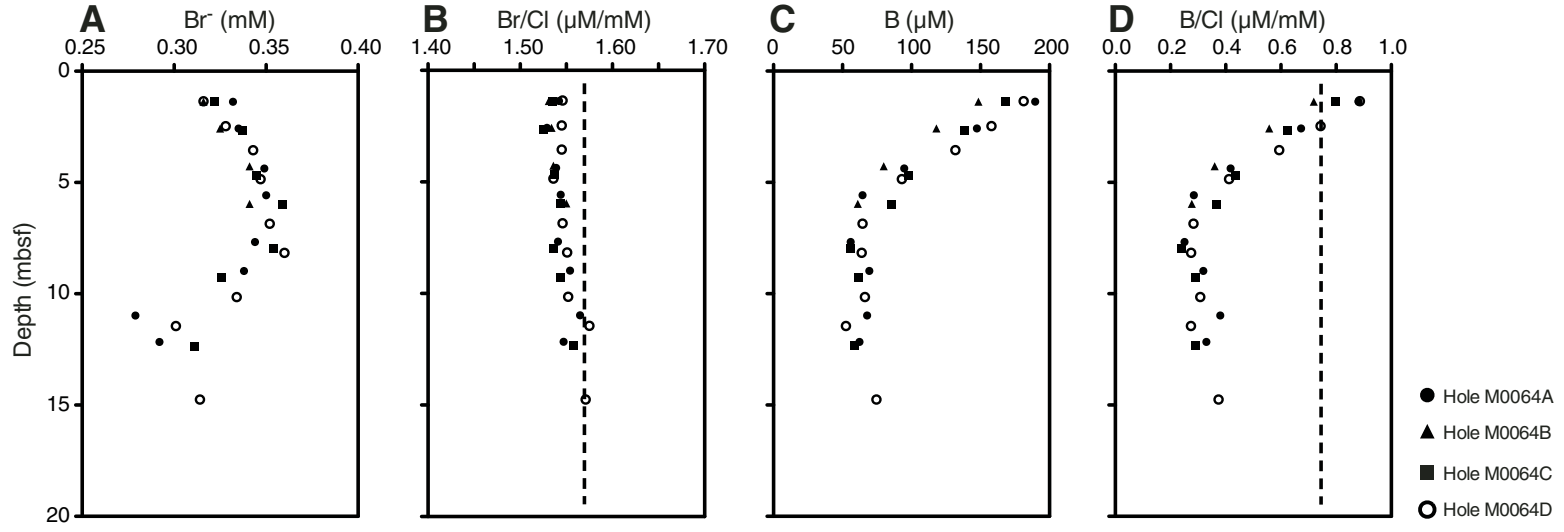 A Br⁻ (mM)
0.25 0.30 0.35 0.40
B Br/Cl (µM/mM)
1.40 1.50 1.60 1.70
C B (µM)
0 50 100 150 200
D B/Cl (µM/mM)
0.0 0.2 0.4 0.6 0.8 1.0
0
5
10
15
20
Depth (mbsf)
Hole M0064A
Hole M0064B
Hole M0064C
Hole M0064D